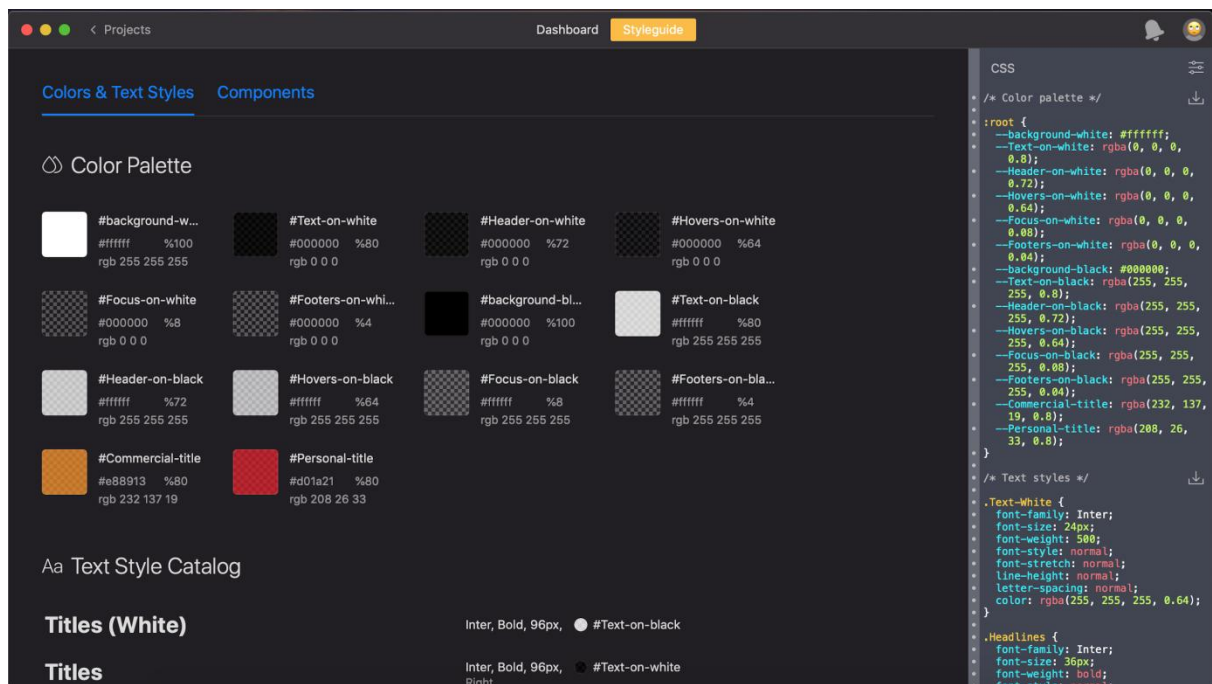 Projects
Dashboard
Styleguide
Colors & Text Styles
Components
Color Palette
#background-w...
#ffffff %100
rgb 255 255 255
#Text-on-white
#000000 %80
rgb 0 0 0
#Header-on-white
#000000 %72
rgb 0 0 0
#Hovers-on-white
#000000 %64
rgb 0 0 0
#Focus-on-white
#000000 %8
rgb 0 0 0
#Footers-on-whi...
#000000 %4
rgb 0 0 0
#background-bl...
#000000 %100
rgb 0 0 0
#Text-on-black
#ffffff %80
rgb 255 255 255
#Header-on-black
#ffffff %72
rgb 255 255 255
#Hovers-on-black
#ffffff %64
rgb 255 255 255
#Focus-on-black
#ffffff %8
rgb 255 255 255
#Footers-on-bla...
#ffffff %4
rgb 255 255 255
#Commercial-title
#e88913 %80
rgb 232 137 19
#Personal-title
#d01a21 %80
rgb 208 26 33
Aa Text Style Catalog
Titles (White)
Inter, Bold, 96px, #Text-on-black
Titles
Inter, Bold, 96px, #Text-on-white
Right
CSS
/* Color palette */
:root {
--background-white: #ffffff;
--Text-on-white: rgba(0, 0, 0,
0.8);
--Header-on-white: rgba(0, 0, 0,
0.72);
--Hovers-on-white: rgba(0, 0, 0,
0.64);
--Focus-on-white: rgba(0, 0, 0,
0.08);
--Footers-on-white: rgba(0, 0, 0,
0.04);
--background-black: #000000;
--Text-on-black: rgba(255, 255,
255, 0.8);
--Header-on-black: rgba(255, 255,
255, 0.72);
--Hovers-on-black: rgba(255, 255,
255, 0.64);
--Focus-on-black: rgba(255, 255,
255, 0.08);
--Footers-on-black: rgba(255, 255,
255, 0.04);
--Commercial-title: rgba(232, 137,
19, 0.8);
--Personal-title: rgba(208, 26,
33, 0.8);
}
/* Text styles */
.Text-White {
font-family: Inter;
font-size: 24px;
font-weight: 500;
font-style: normal;
font-stretch: normal;
line-height: normal;
letter-spacing: normal;
color: rgba(255, 255, 255, 0.64);
}
.Headlines {
font-family: Inter;
font-size: 36px;
font-weight: bold;